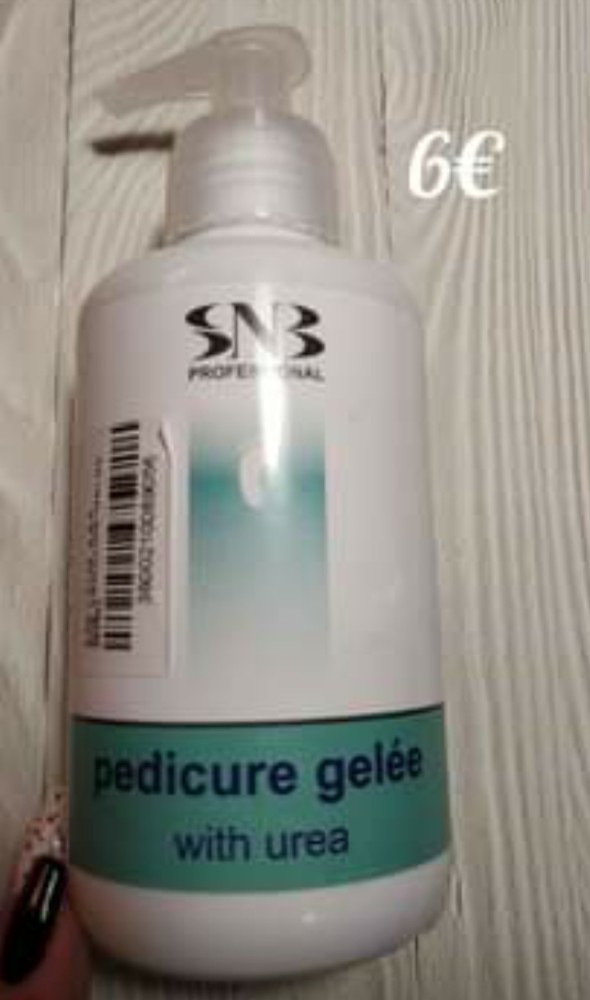 6€
SNB
PROFESSIONAL
pedicure gelée
with urea